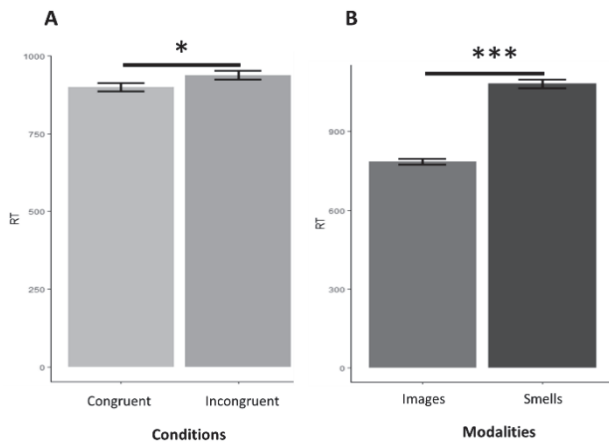 A
*
1000
750
500
250
0
RT
Congruent
Incongruent
Conditions
B
***
900
600
300
0
RT
Images
Smells
Modalities